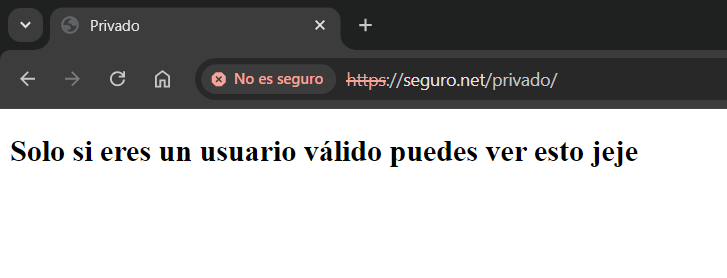 Privado
No es seguro
https://seguro.net/privado/
Solo si eres un usuario válido puedes ver esto jeje